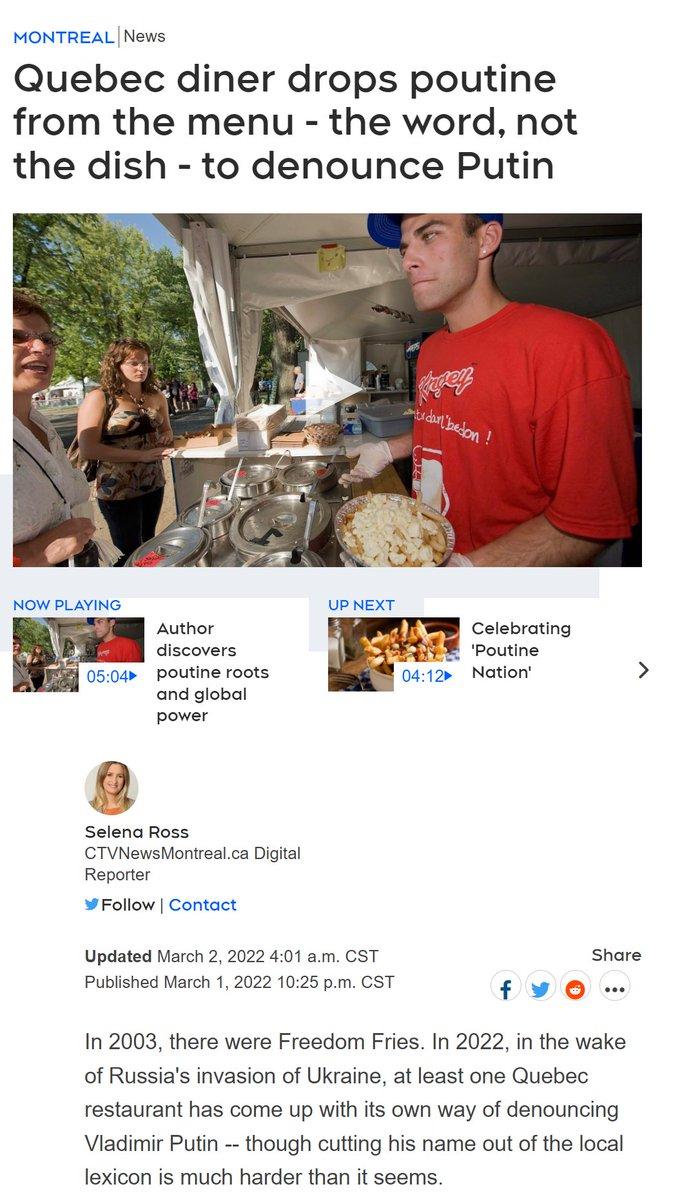 MONTREAL | News
Quebec diner drops poutine
from the menu - the word, not
the dish - to denounce Putin
NOW PLAYING
05:04
Author
discovers
poutine roots
and global
power
UP NEXT
04:12
Celebrating
'Poutine
Nation'
Selena Ross
CTVNewsMontreal.ca Digital
Reporter
Follow | Contact
Updated March 2, 2022 4:01 a.m. CST
Published March 1, 2022 10:25 p.m. CST
Share
In 2003, there were Freedom Fries. In 2022, in the wake
of Russia's invasion of Ukraine, at least one Quebec
restaurant has come up with its own way of denouncing
Vladimir Putin -- though cutting his name out of the local
lexicon is much harder than it seems.